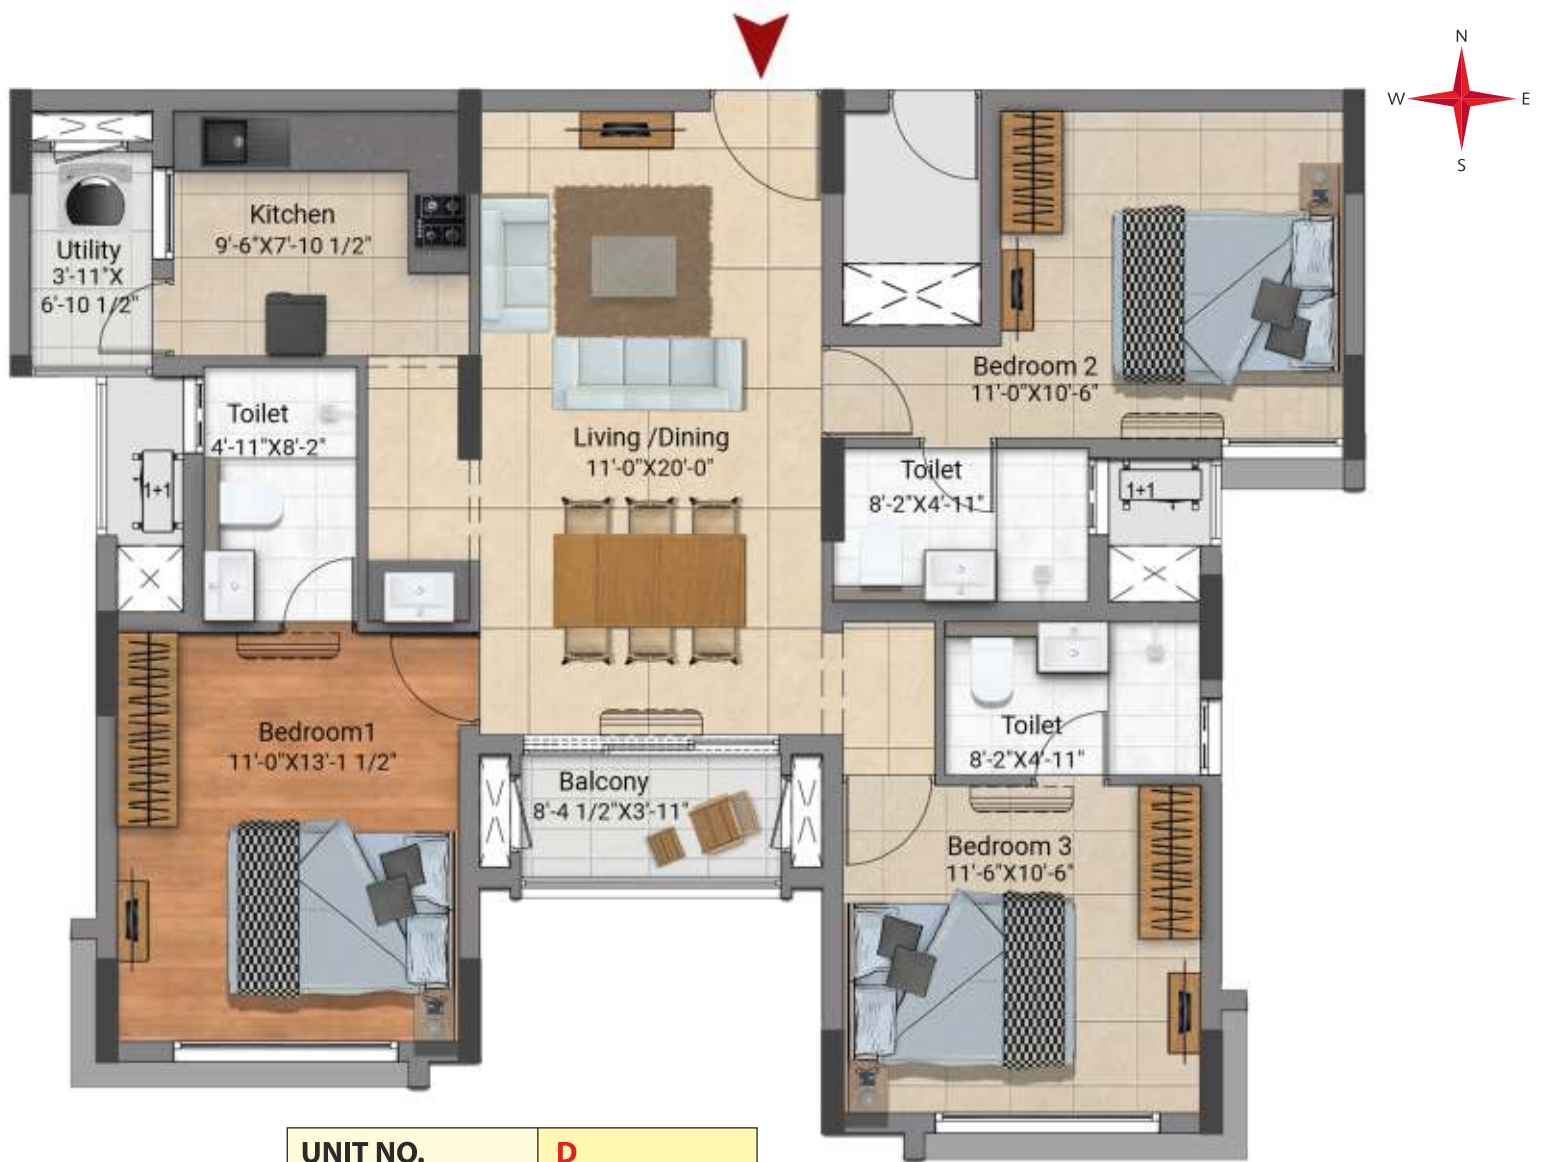 N
W E
S
Kitchen
9'-6"X7'-10 1/2"
Utility
3'-11"X
6'-10 1/2"
Toilet
4'-11"X8'-2"
1+1
Living /Dining
11'-0"X20'-0"
Bedroom 2
11'-0"X10'-6"
Toilet
8'-2"X4'-11"
1+1
Toilet
8'-2"X4'-11"
Bedroom1
11'-0"X13'-1 1/2"
Balcony
8'-4 1/2"X3'-11"
Bedroom 3
11'-6"X10'-6"
UNIT NO. D